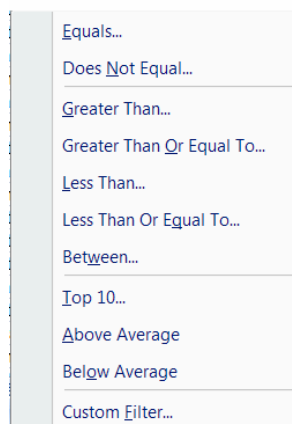 Equals...
Does Not Equal...
Greater Than...
Greater Than Or Equal To...
Less Than...
Less Than Or Equal To...
Between...
Top 10...
Above Average
Below Average
Custom Filter...